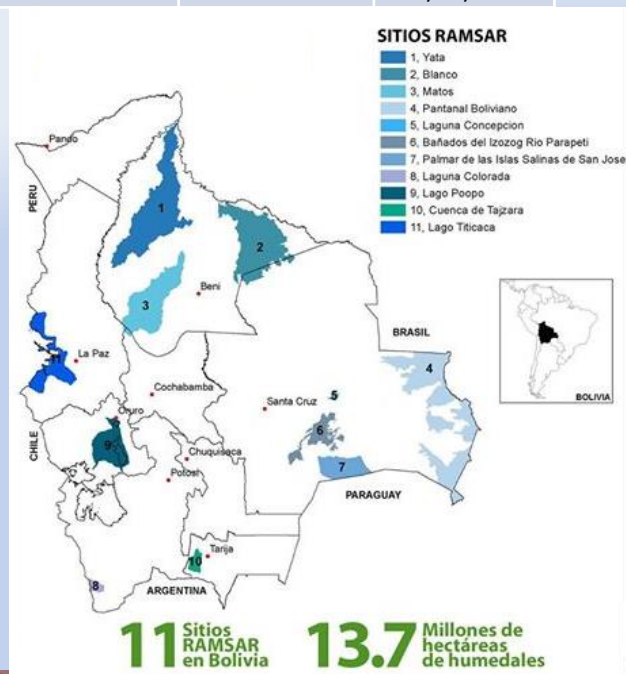 SITIOS RAMSAR
1, Yata
2, Blanco
3, Matos
4, Pantanal Boliviano
5, Laguna Concepcion
6, Bañados del Izozog Rio Parapeti
7, Palmar de las Islas Salinas de San Jose
8, Laguna Colorada
9, Lago Poopo
10, Cuenca de Tajzara
11, Lago Titicaca
Pando
PERU
1
2
3
Beni
BRASIL
BOLIVIA
11
La Paz
4
Cochabamba
5
Santa Cruz
Oruro
CHILE
9
6
Chuquisaca
7
Potosi
PARAGUAY
Tarija
10
8
ARGENTINA
11 Sitios
RAMSAR
en Bolivia
13.7 Millones de
hectáreas
de humedales